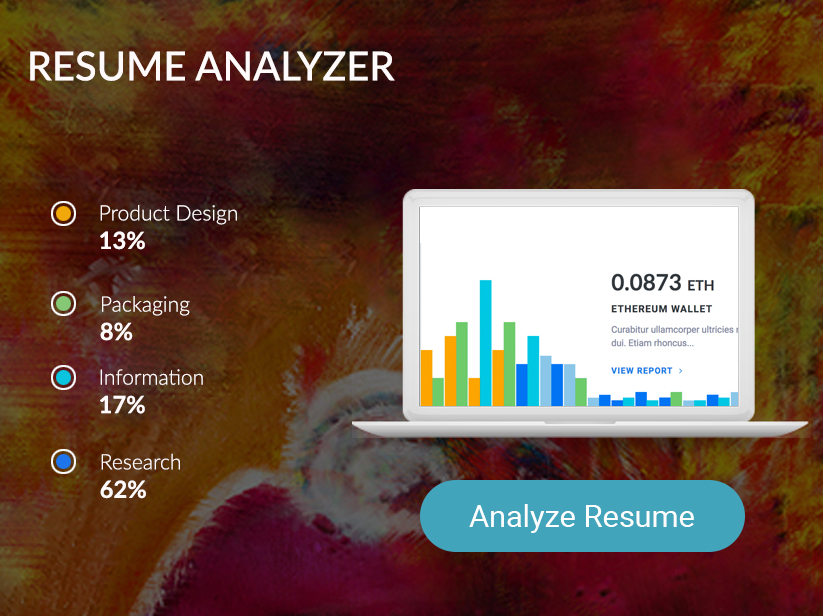 RESUME ANALYZER
Product Design
13%
Packaging
8%
Information
17%
Research
62%
0.0873 ETH
ETHEREUM WALLET
Curabitur ullamcorper ultricies
dui. Etiam rhoncus...
VIEW REPORT >
Analyze Resume